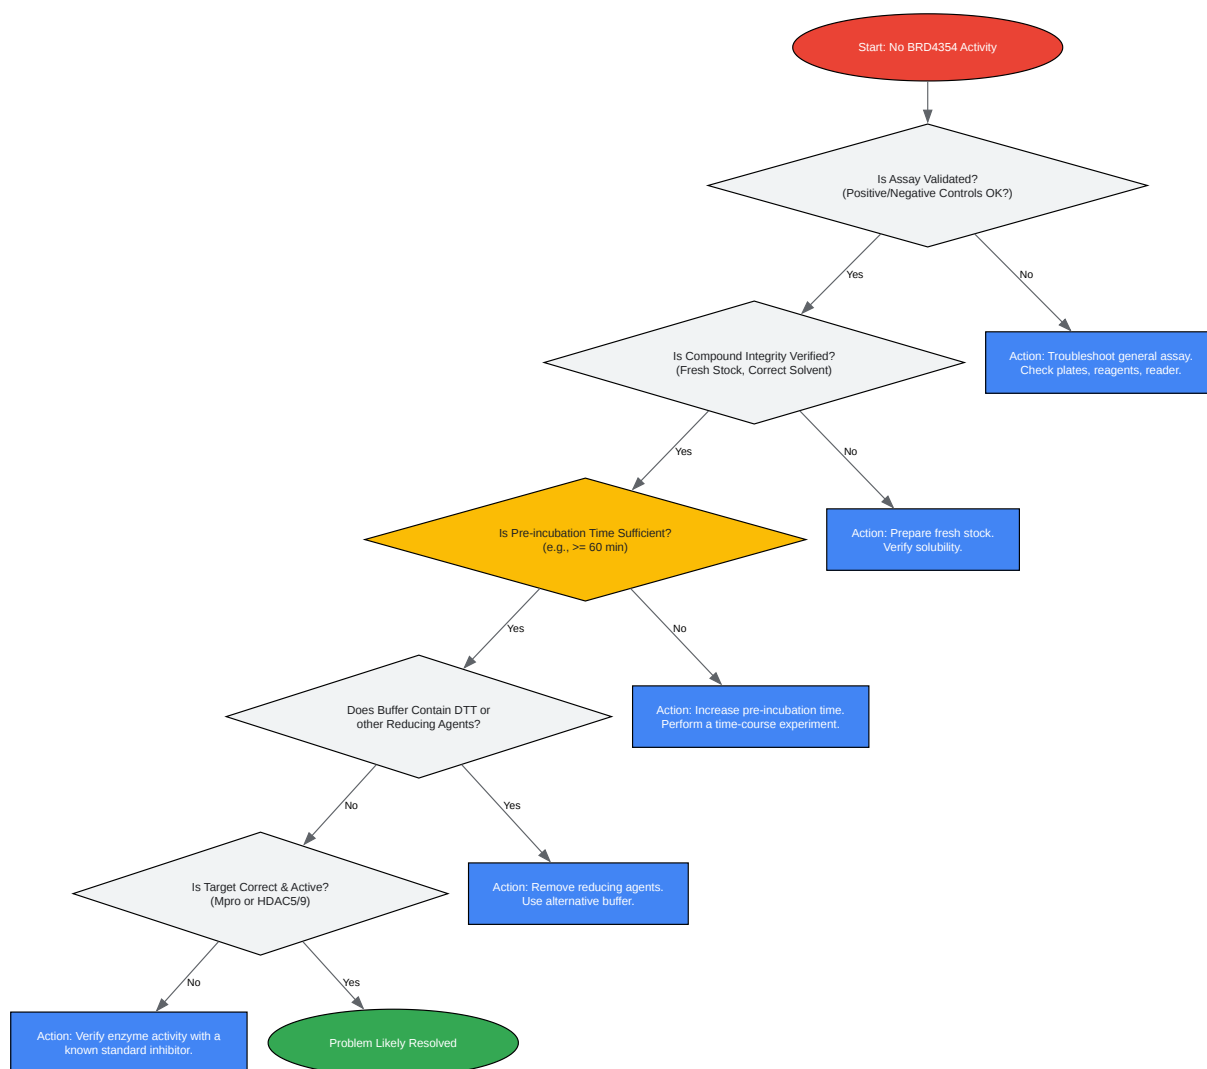 Start: No BRD4354 Activity
Is Assay Validated?
(Positive/Negative Controls OK?)
Yes
No
Is Compound Integrity Verified?
(Fresh Stock, Correct Solvent)
Action: Troubleshoot general assay.
Check plates, reagents, reader.
Yes
No
Is Pre-incubation Time Sufficient?
(e.g., >= 60 min)
Action: Prepare fresh stock.
Verify solubility.
Yes
No
Does Buffer Contain DTT or
other Reducing Agents?
Action: Increase pre-incubation time.
Perform a time-course experiment.
No
Yes
Is Target Correct & Active?
(Mpro or HDAC5/9)
Action: Remove reducing agents.
Use alternative buffer.
No
Yes
Action: Verify enzyme activity with a
known standard inhibitor.
Problem Likely Resolved